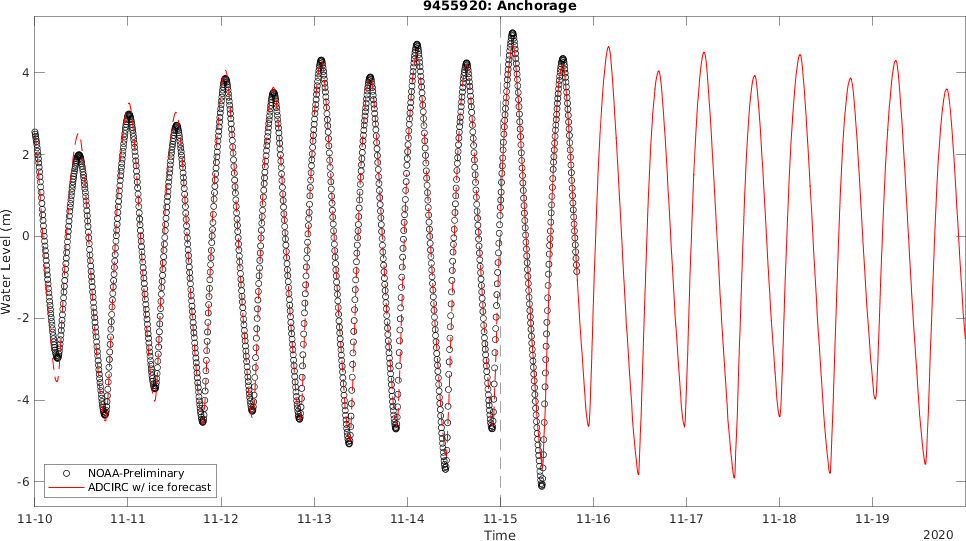 9455920: Anchorage
Water Level (m)
4
2
0
-2
-4
-6
NOAA-Preliminary
ADCIRC w/ ice forecast
11-10 11-11 11-12 11-13 11-14 11-15 11-16 11-17 11-18 11-19
Time
2020